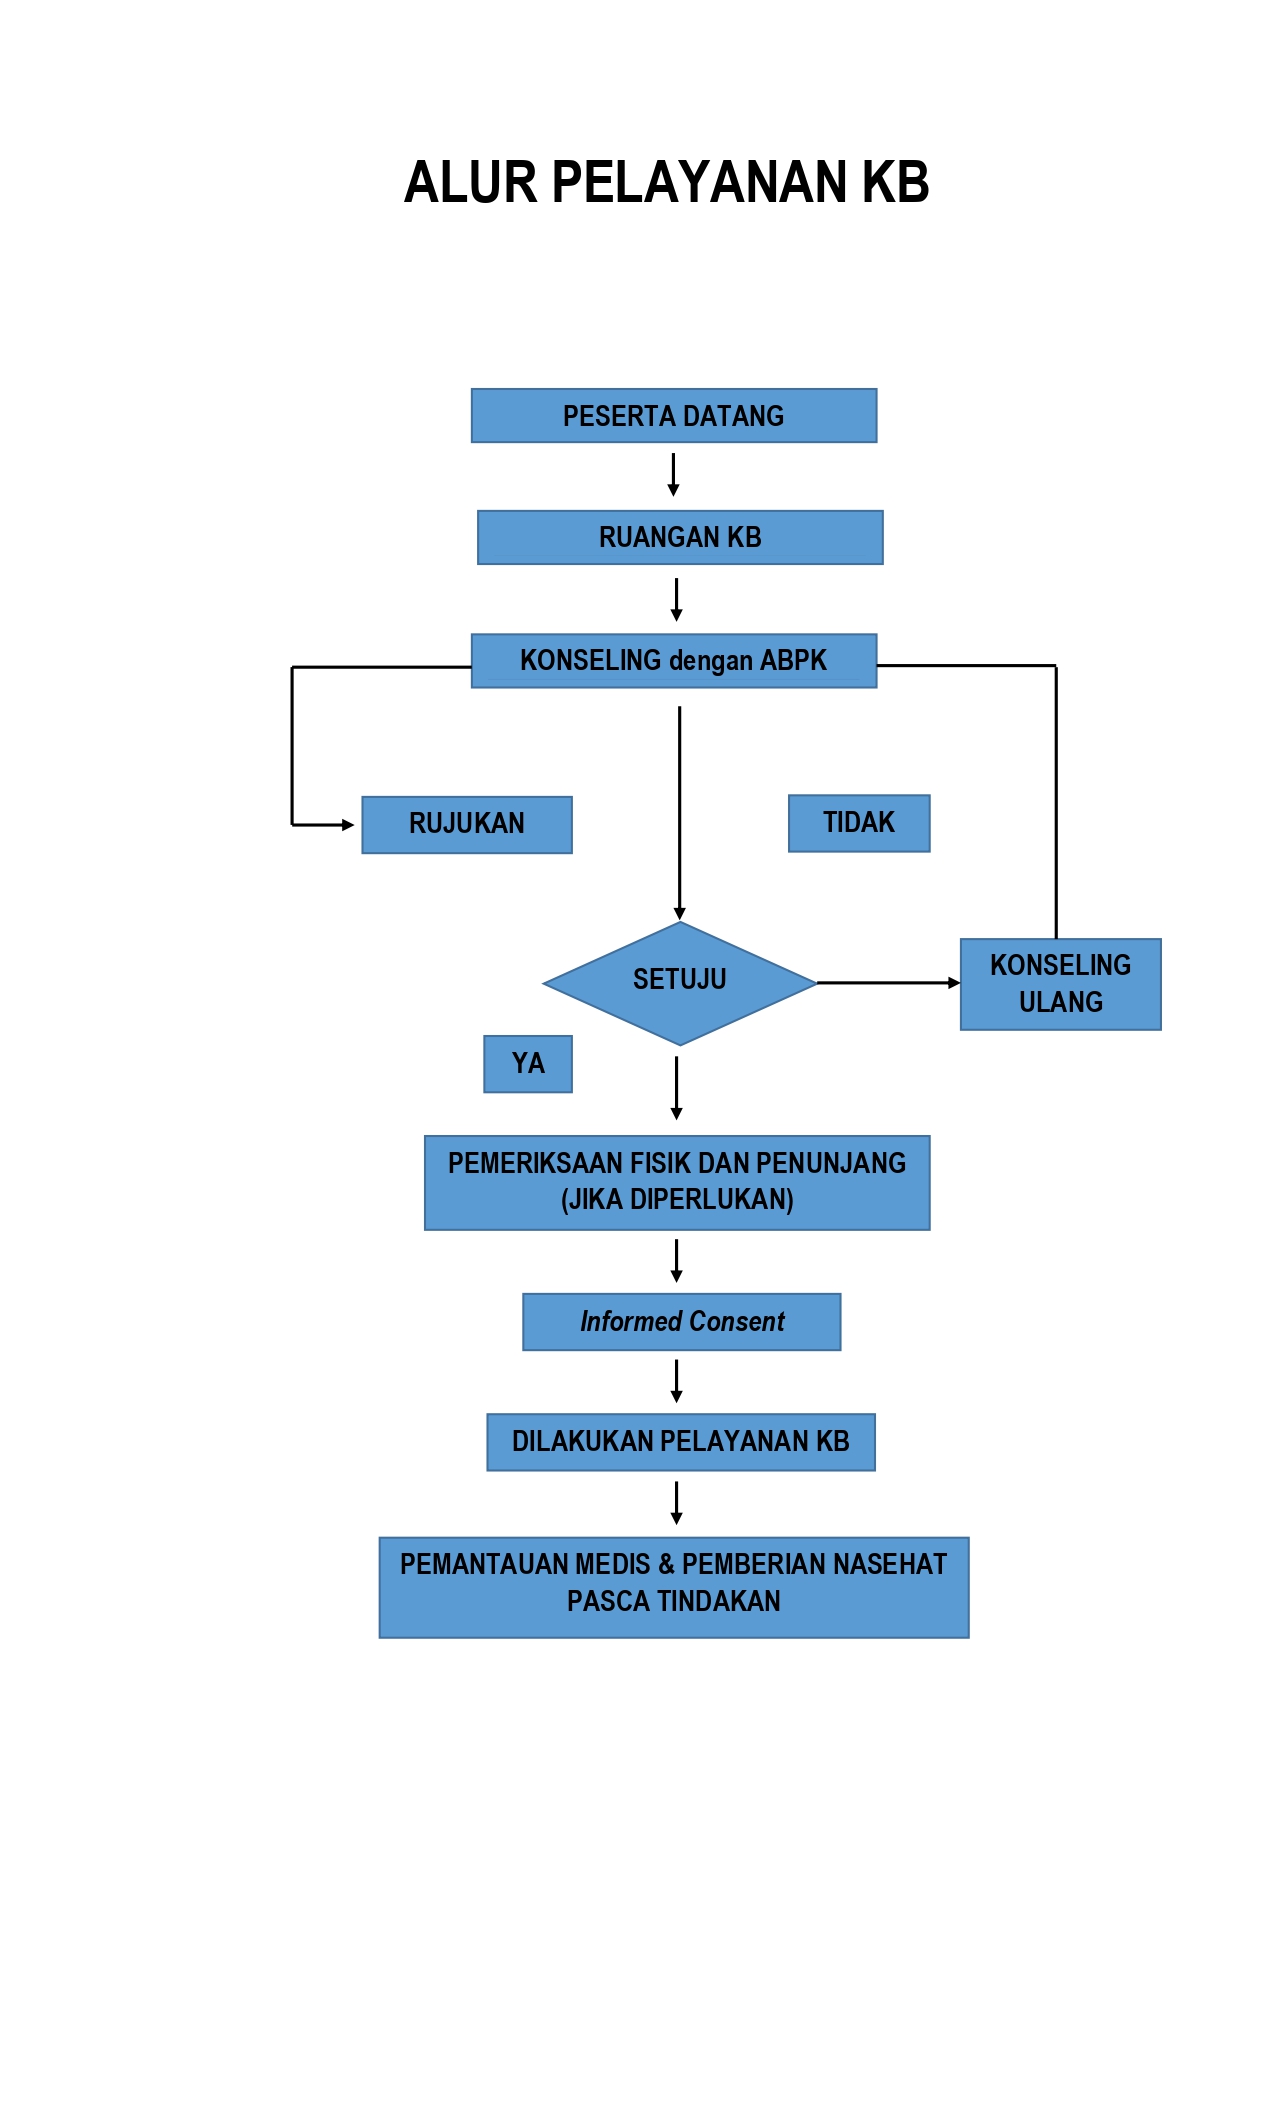 ALUR PELAYANAN KB
PESERTA DATANG
RUANGAN KB
KONSELING dengan ABPK
RUJUKAN
TIDAK
SETUJU
KONSELING
ULANG
YA
PEMERIKSAAN FISIK DAN PENUNJANG
(JIKA DIPERLUKAN)
Informed Consent
DILAKUKAN PELAYANAN KB
PEMANTAUAN MEDIS & PEMBERIAN NASEHAT
PASCA TINDAKAN